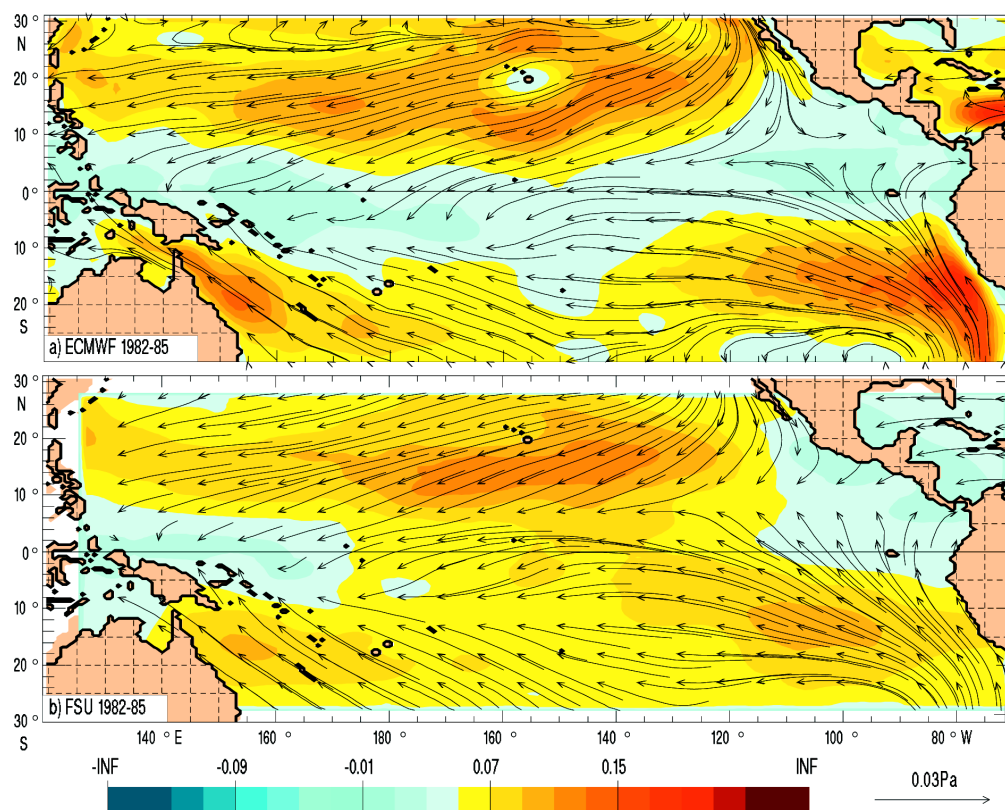 30 °
N
20 °
10 °
0°
10 °
20 °
S
a) ECMWF 1982-85
30 °
N
20 °
10 °
0°
10 °
20 °
b) FSU 1982-85
30 °
S
140 ° E 160 ° 180 ° 160 ° 140 ° 120 ° 100 ° 80 ° W
-INF -0.09 -0.01 0.07 0.15 INF
0.03Pa